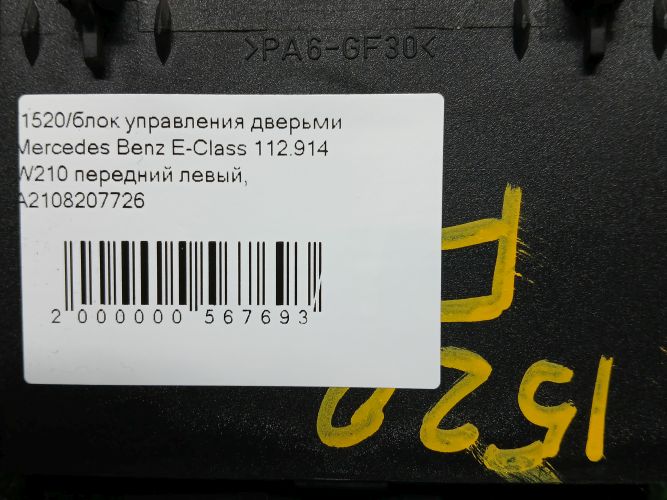 >PA6-GF30<
1520/блок управления дверьми
Mercedes Benz E-Class 112.914
W210 передний левый,
A2108207726
2 000000 567693
1520